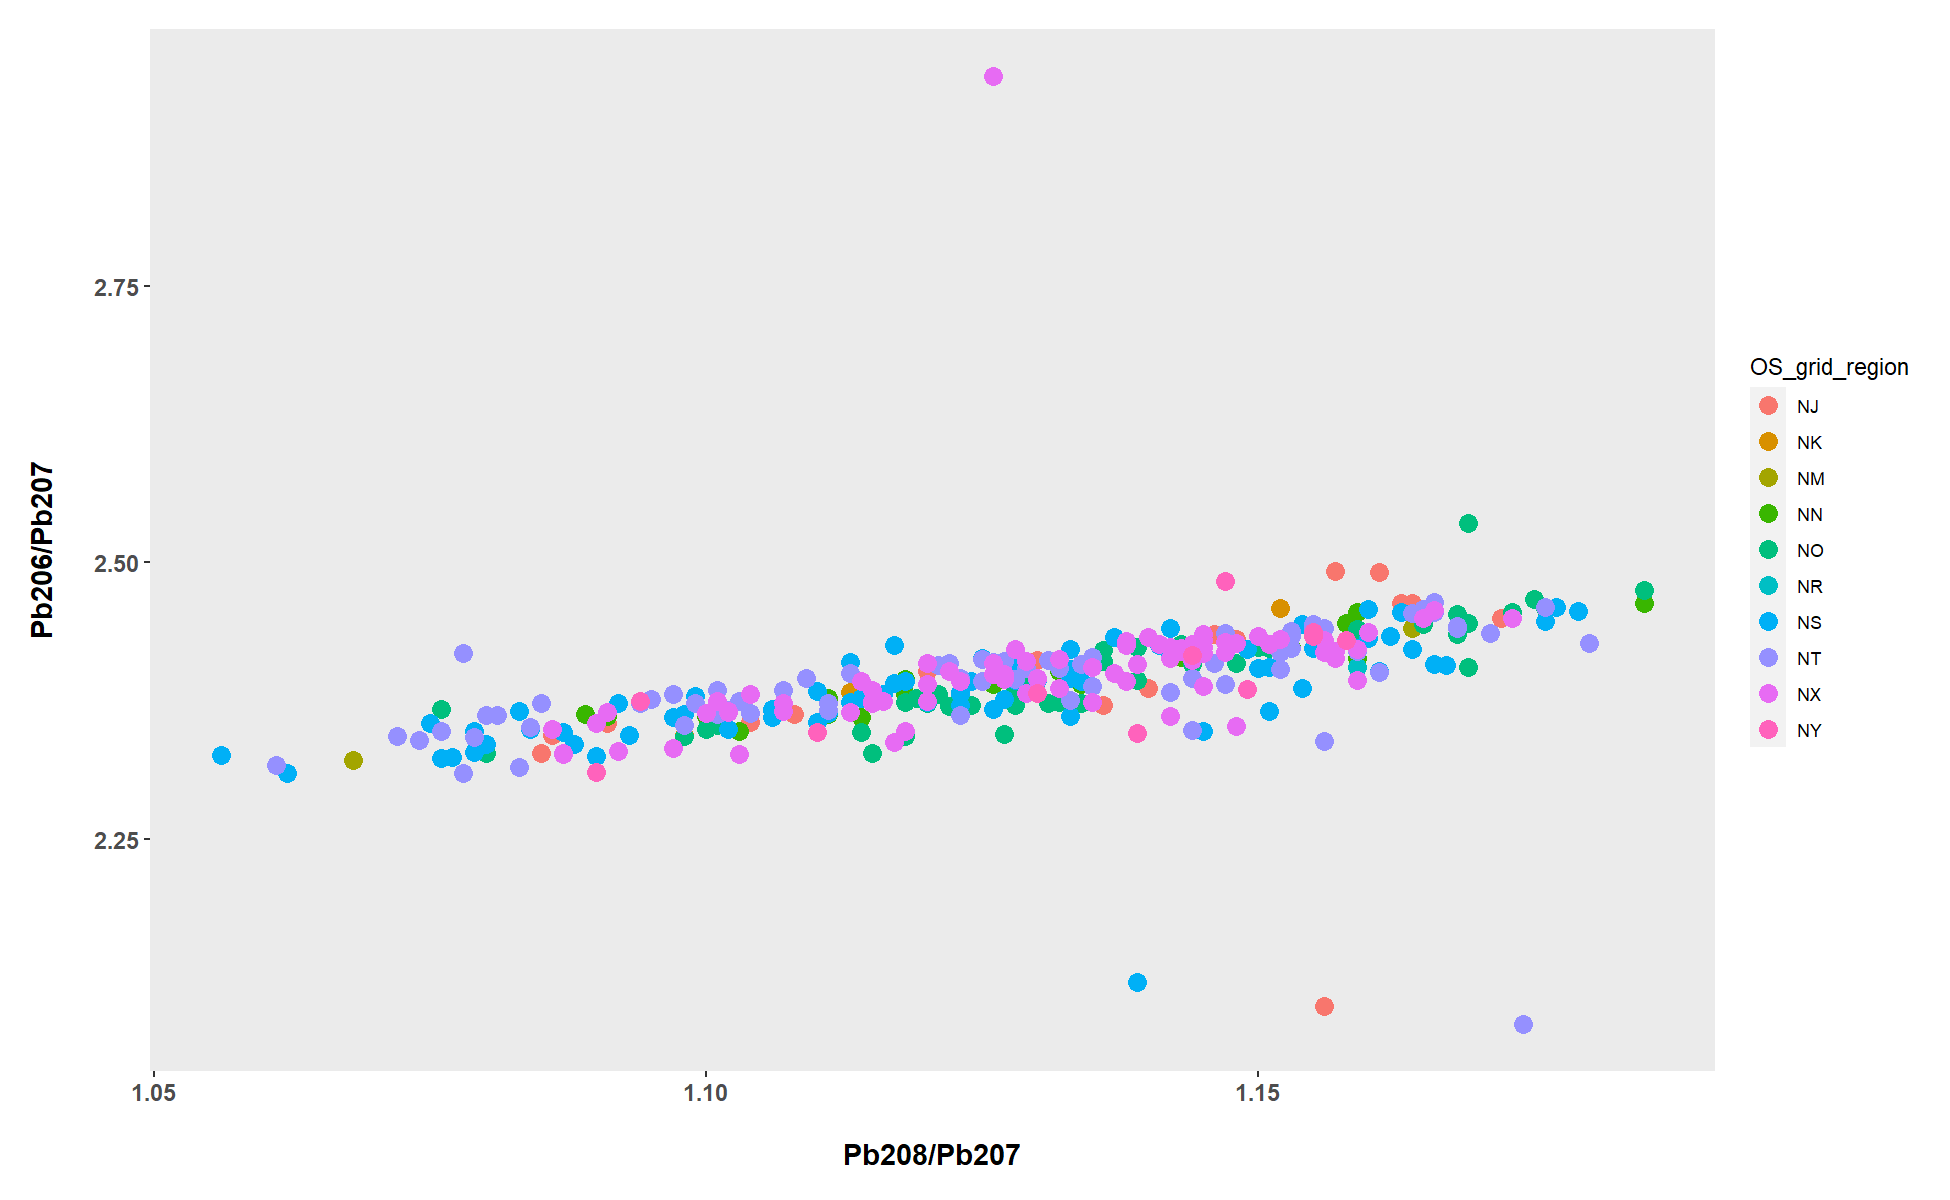 Pb206/Pb207
2.75
2.50
2.25
1.05
1.10
1.15
Pb208/Pb207
OS_grid_region
NJ
NK
NM
NN
NO
NR
NS
NT
NX
NY